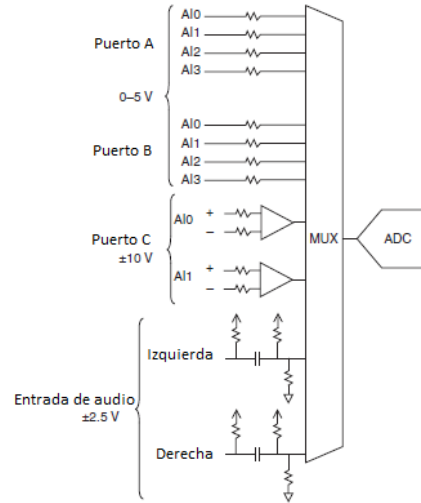 Puerto A
0–5 V
AI0
AI1
AI2
AI3
Puerto B
AI0
AI1
AI2
AI3
Puerto C
±10 V
AI0 + –
AI1 + –
MUX
ADC
Entrada de audio
±2.5 V
Izquierda
Derecha